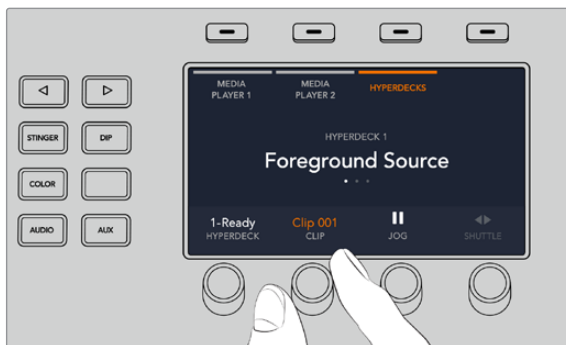 MEDIA
PLAYER 1
MEDIA
PLAYER 2
HYPERDECKS
STINGER
DIP
HYPERDECK 1
Foreground Source
COLOR
1-Ready
Clip 001
HYPERDECK
CLIP
JOG
SHUTTLE
AUDIO
AUX